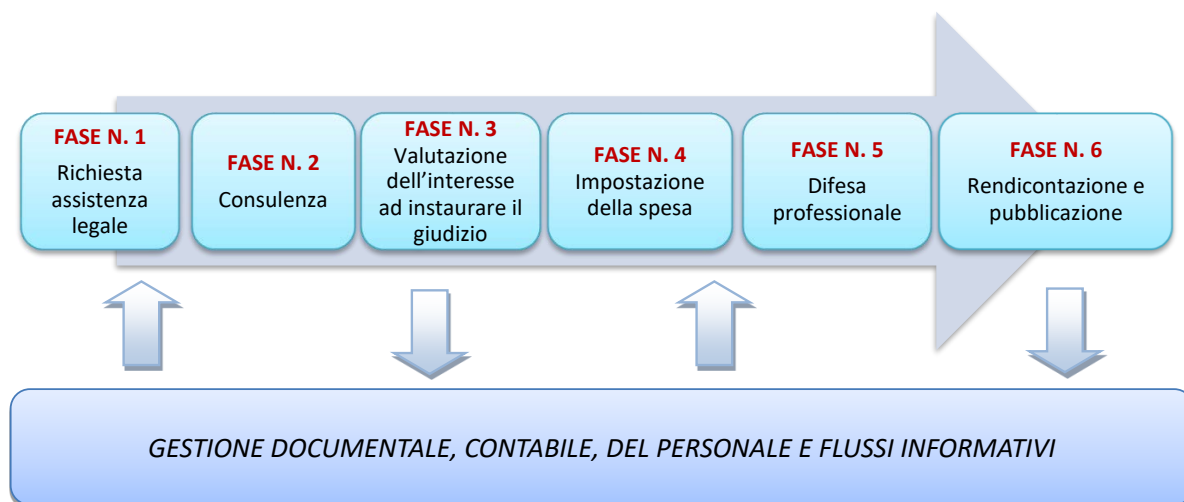 FASE N. 1
Richiesta
assistenza
legale
FASE N. 2
Consulenza
FASE N. 3
Valutazione
dell’interesse
ad instaurare il
giudizio
FASE N. 4
Impostazione
della spesa
FASE N. 5
Difesa
professionale
FASE N. 6
Rendicontazione e
pubblicazione
GESTIONE DOCUMENTALE, CONTABILE, DEL PERSONALE E FLUSSI INFORMATIVI